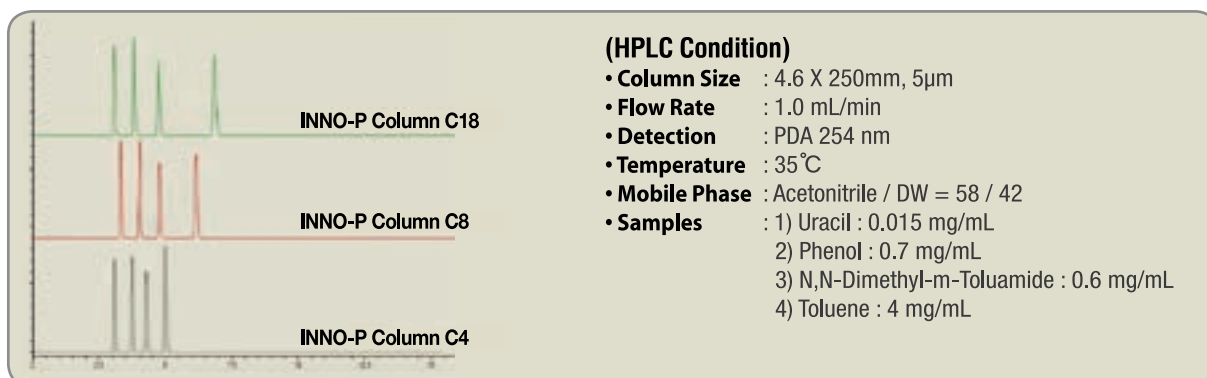 INNO-P Column C18
INNO-P Column C8
INNO-P Column C4
(HPLC Condition)
• Column Size : 4.6 X 250mm, 5µm
• Flow Rate : 1.0 mL/min
• Detection : PDA 254 nm
• Temperature : 35℃
• Mobile Phase : Acetonitrile / DW = 58 / 42
• Samples : 1) Uracil : 0.015 mg/mL
2) Phenol : 0.7 mg/mL
3) N,N-Dimethyl-m-Toluamide : 0.6 mg/mL
4) Toluene : 4 mg/mL